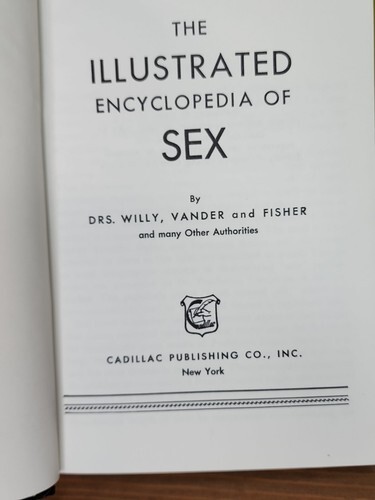 THE
ILLUSTRATED
ENCYCLOPEDIA OF
SEX
By
DRS. WILLY, VANDER and FISHER
and many Other Authorities
CADILLAC PUBLISHING CO., INC.
New York